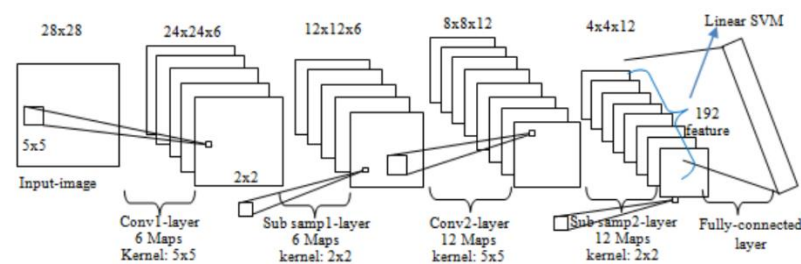 28x28
24x24x6
12x12x6
8x8x12
4x4x12
Linear SVM
5x5
2x2
192
feature
Input-image
Conv1-layer
6 Maps
Kernel: 5x5
Sub samp1-layer
6 Maps
kernel: 2x2
Conv2-layer
12 Maps
kernel: 5x5
Sub samp2-layer
12 Maps
kernel: 2x2
Fully-connected
layer